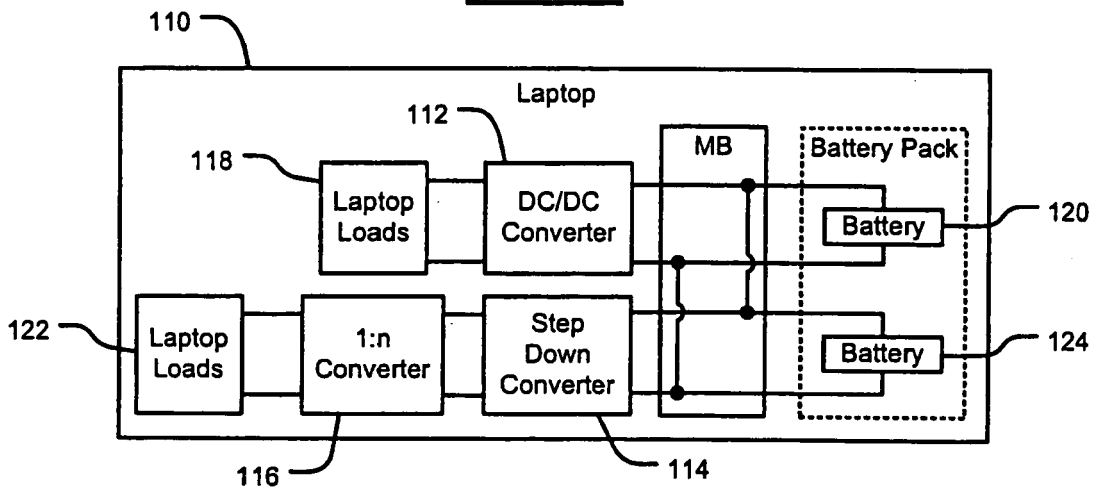 110
Laptop
112
MB
Battery Pack
118
Laptop
Loads
DC/DC
Converter
Battery
120
122
Laptop
Loads
1:n
Converter
Step
Down
Converter
Battery
124
116
114